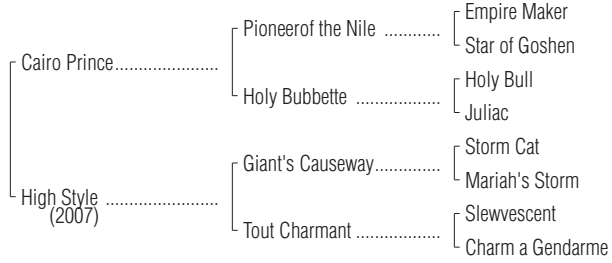 Empire Maker
Pioneerof the Nile ............
Star of Goshen
Cairo Prince.......................
Holy Bull
Holy Bubbette ..................
Juliac
Storm Cat
Giant's Causeway..............
Mariah's Storm
High Style .........................
(2007)
Slewvescent
Tout Charmant ..................
Charm a Gendarme